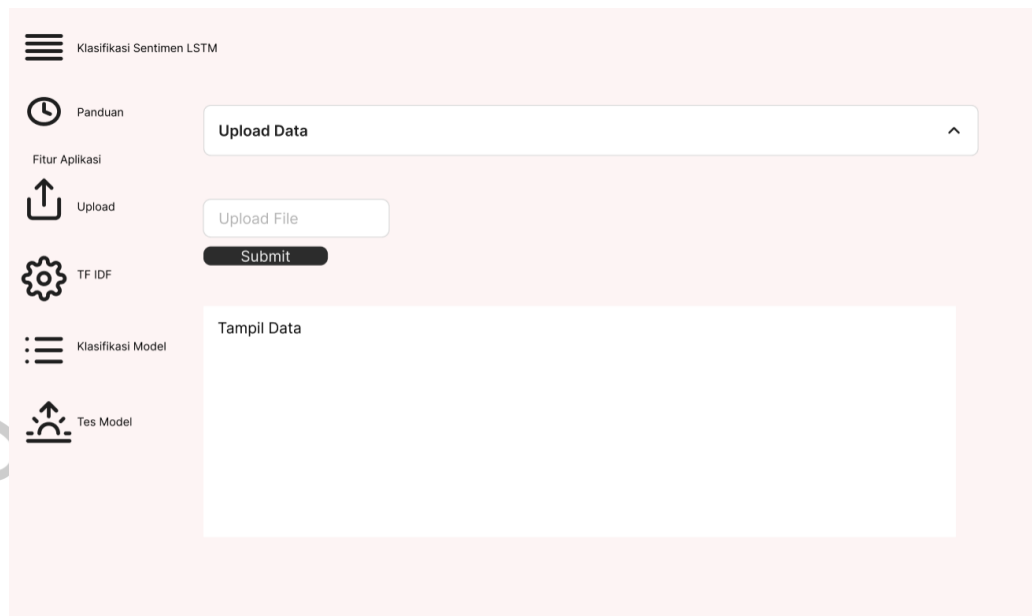 Klasifikasi Sentimen LSTM
Panduan
Fitur Aplikasi
Upload
TF IDF
Klasifikasi Model
Tes Model
Upload Data
Upload File
Submit
Tampil Data